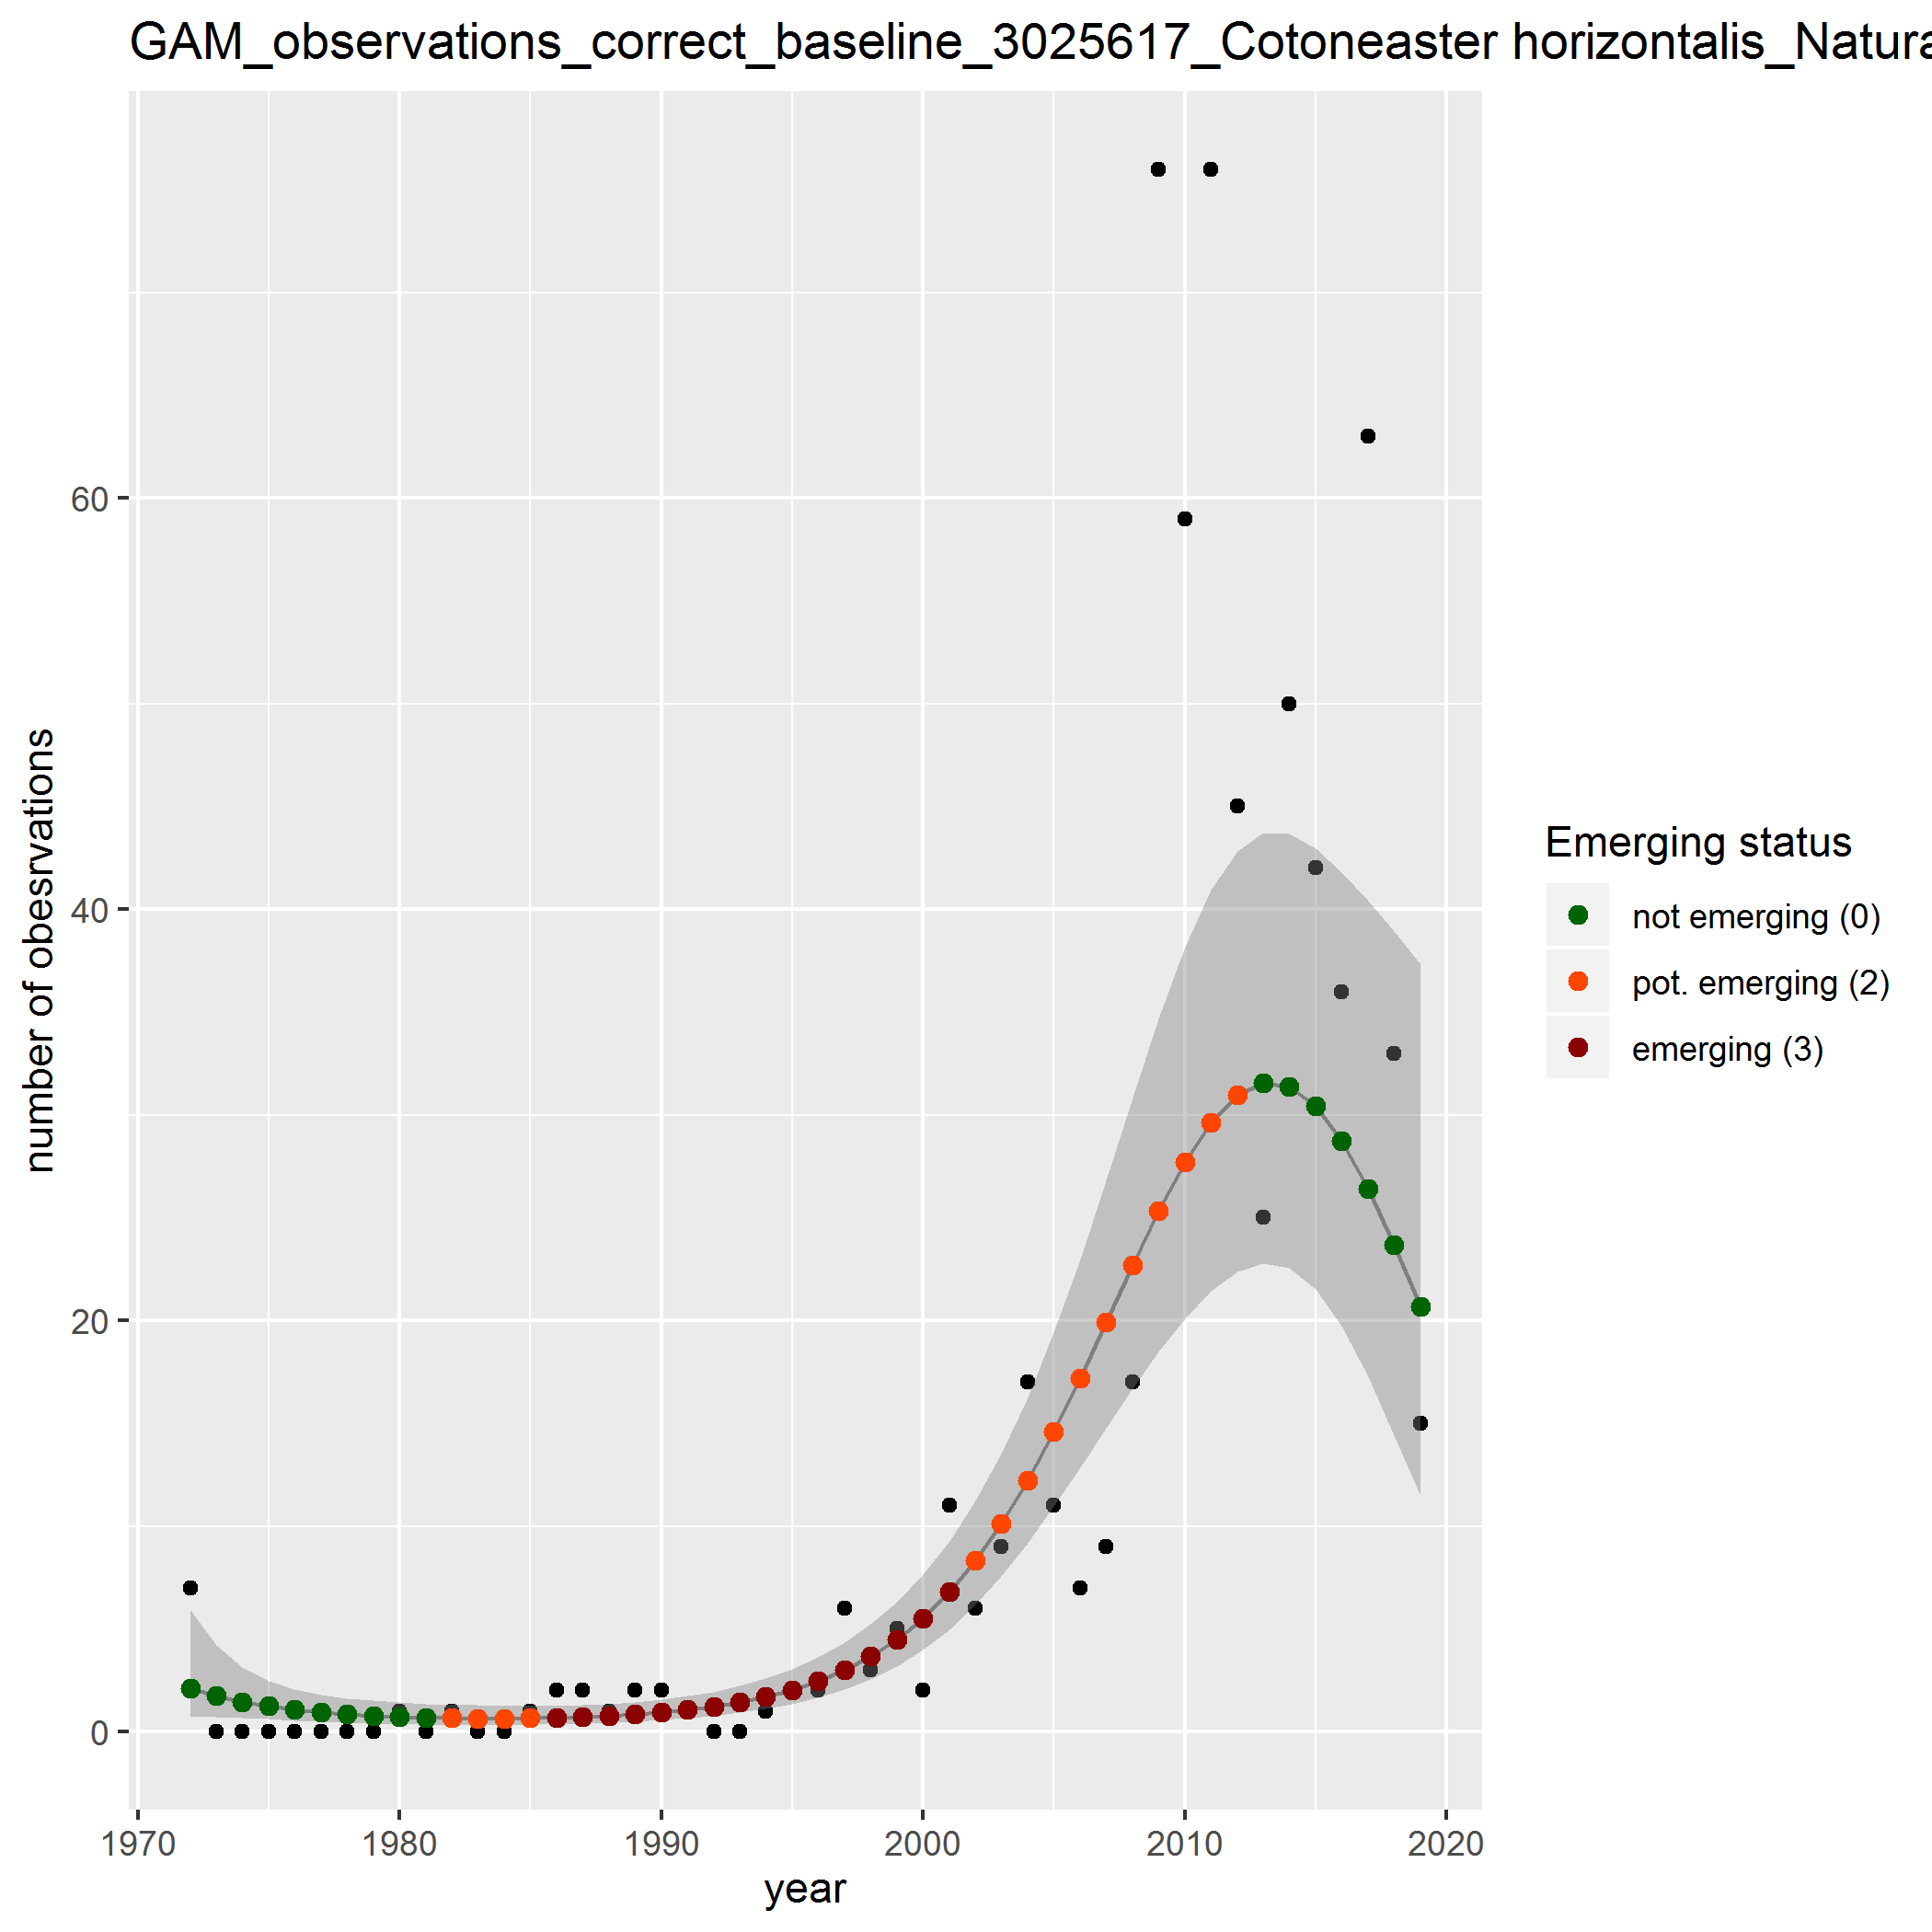 GAM_observations_correct_baseline_3025617_Cotoneaster horizontalis_Natura
60
40
20
0
number of obesrvations
1970 1980 1990 2000 2010 2020
year
Emerging status
not emerging (0)
pot. emerging (2)
emerging (3)